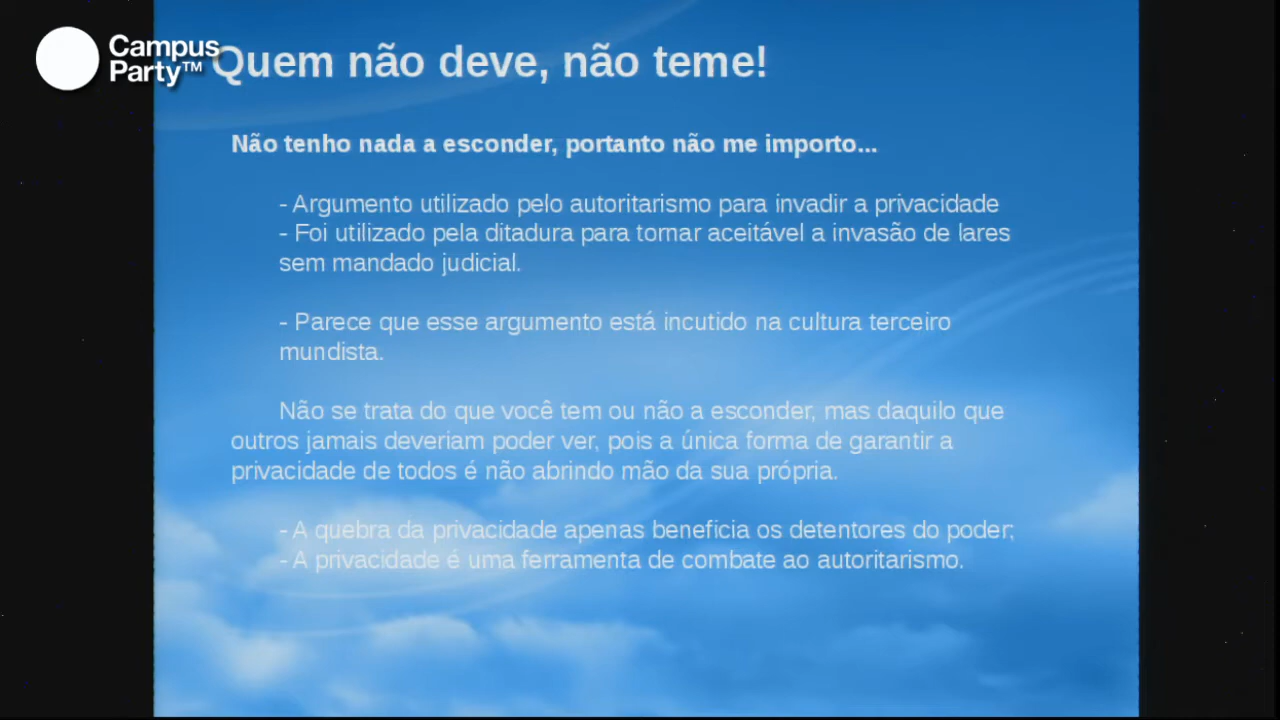 Campus
Party™
Quem não deve, não teme!
Não tenho nada a esconder, portanto não me importo...
- Argumento utilizado pelo autoritarismo para invadir a privacidade
- Foi utilizado pela ditadura para tornar aceitável a invasão de lares
sem mandado judicial.
- Parece que esse argumento está incutido na cultura terceiro
mundista.
Não se trata do que você tem ou não a esconder, mas daquilo que
outros jamais deveriam poder ver, pois a única forma de garantir a
privacidade de todos é não abrindo mão da sua própria.
- A quebra da privacidade apenas beneficia os detentores do poder;
- A privacidade é uma ferramenta de combate ao autoritarismo.